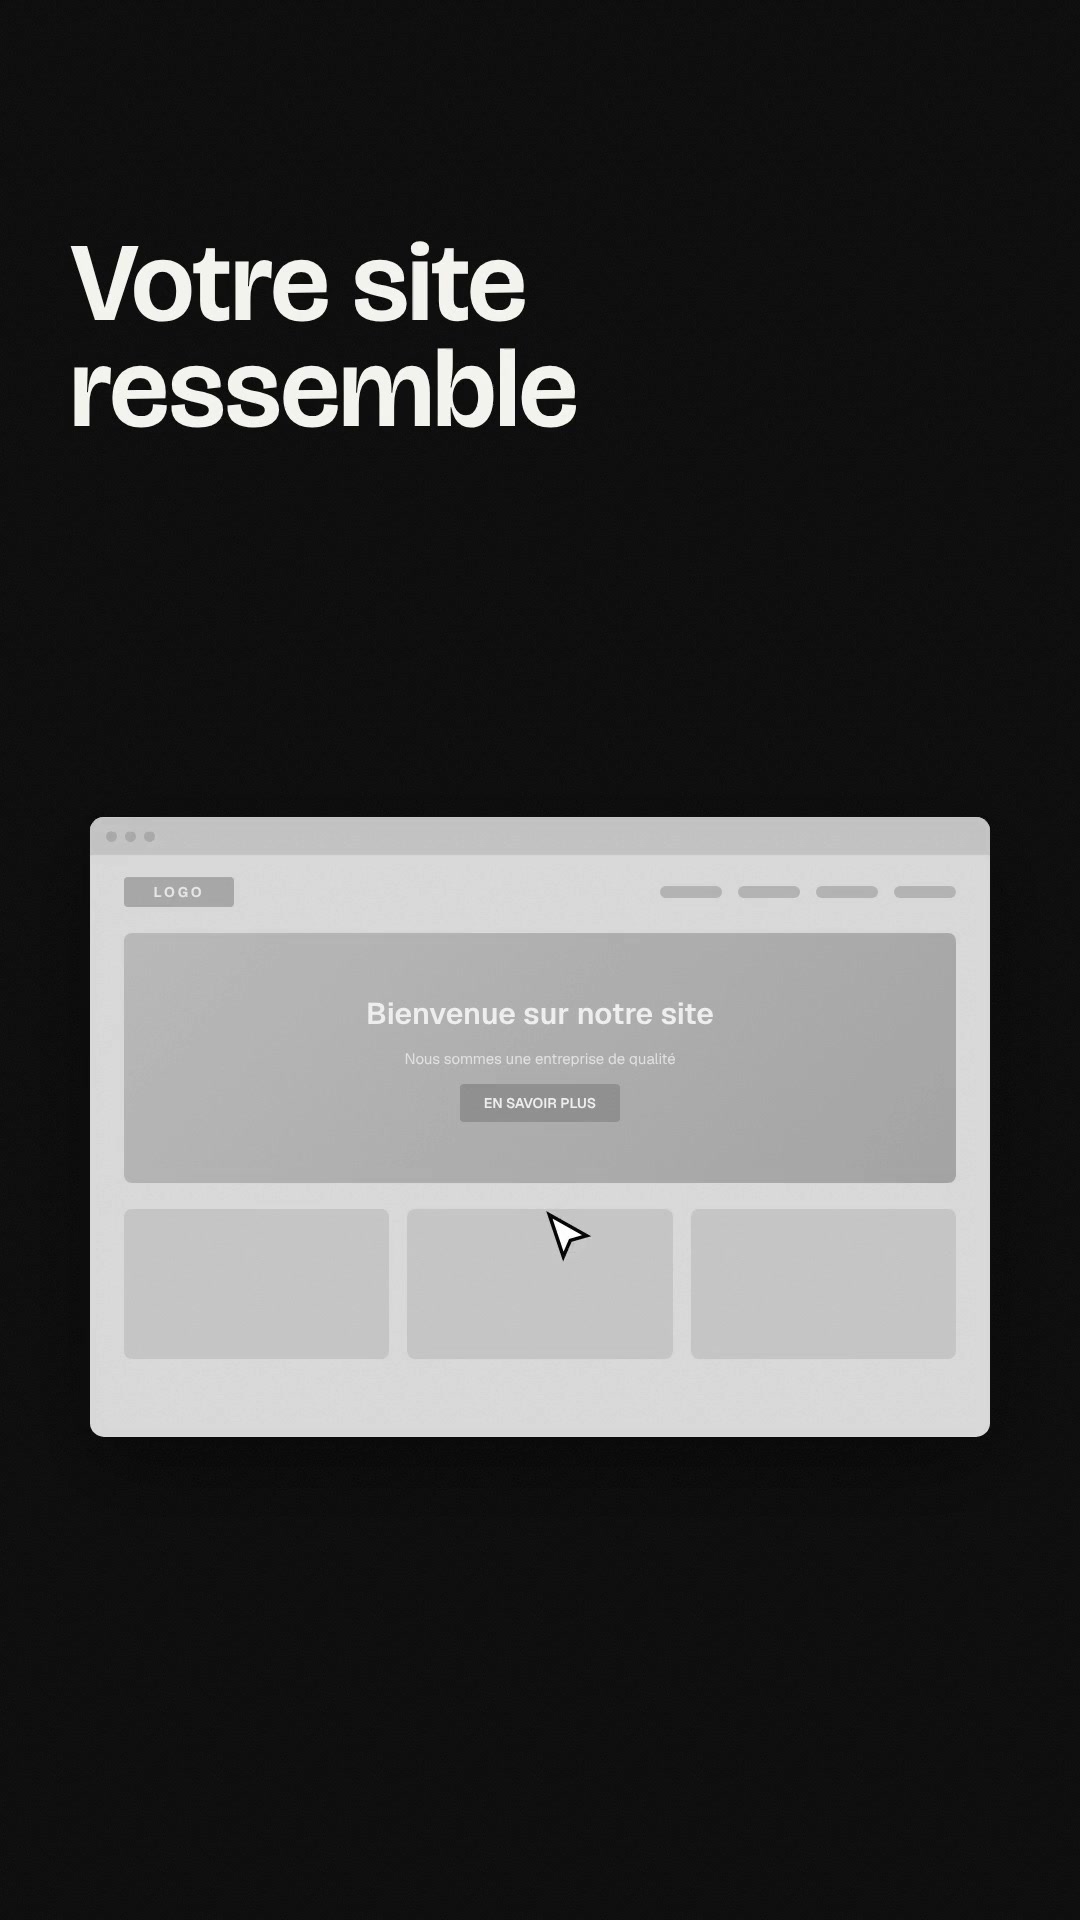 Votre site
ressemble
LOGO
Bienvenue sur notre site
Nous sommes une entreprise de qualité
EN SAVOIR PLUS